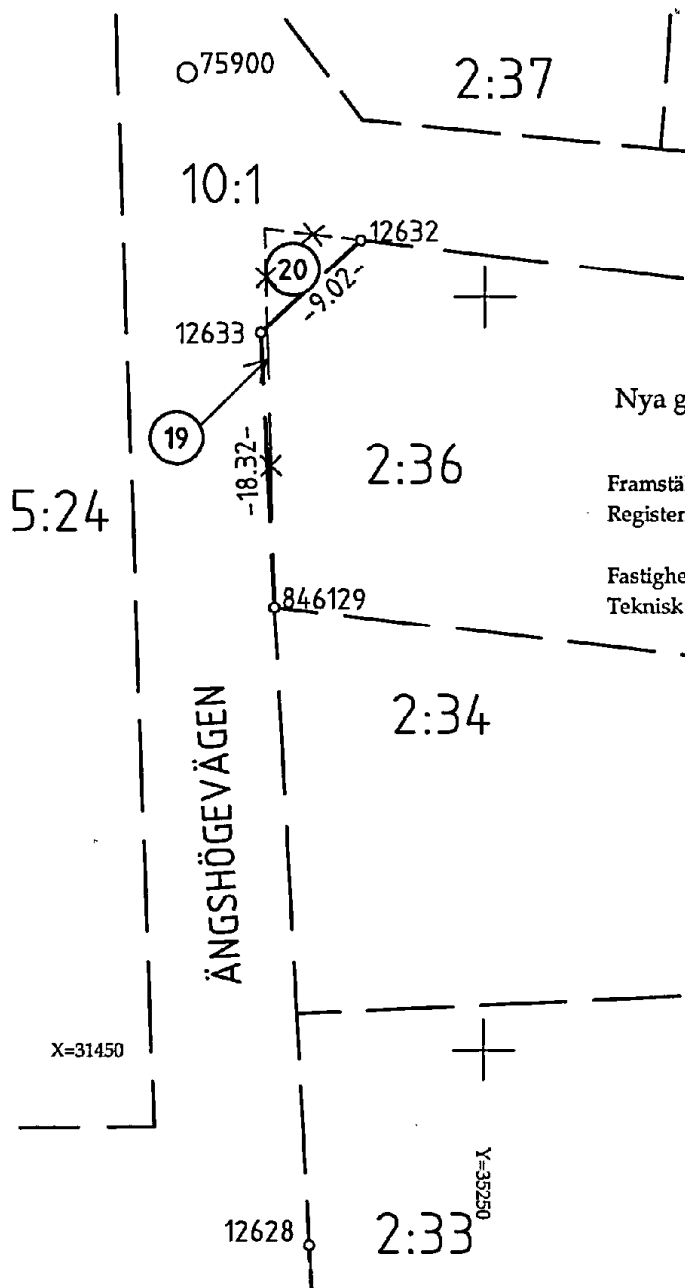 75900
2:37
10:1
12632
20
-9.02-
12633
Nya g
19
-18.32-
2:36
5:24
Framstä
Register
Fastighe
Teknisk
846129
2:34
ÄNGSHÖGEVÄGEN
X=31450
Y=35250
12628
2:33